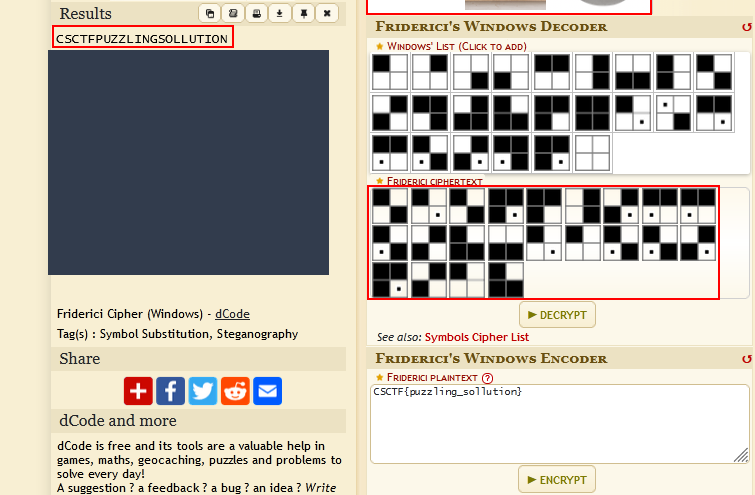 Results
CSCTFPUZZLINGSOLLUTION
Friderici Cipher (Windows) - dCode
Tag(s) : Symbol Substitution, Steganography
Share
dCode and more
dCode is free and its tools are a valuable help in
games, maths, geocaching, puzzles and problems to
solve every day!
A suggestion ? a feedback ? a bug ? an idea ? Write
Friderici's Windows Decoder
Windows' List (Click to add)
Friderici ciphertext
DECRYPT
See also: Symbols Cipher List
Friderici's Windows Encoder
Friderici plaintext ?
CSCTF{puzzling_sollution}
ENCRYPT